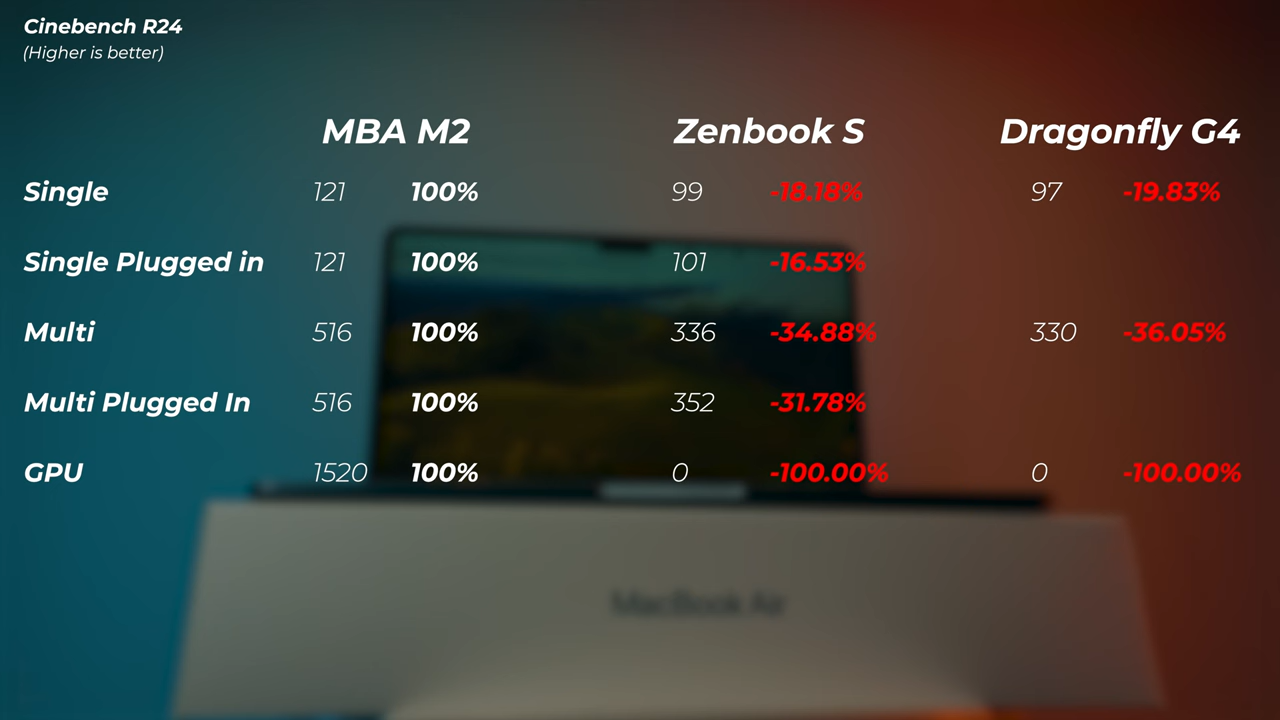 Cinebench R24
(Higher is better)
MBA M2 Zenbook S Dragonfly G4
Single 121 100% 99 -18.18% 97 -19.83%
Single Plugged in 121 100% 101 -16.53%
Multi 516 100% 336 -34.88% 330 -36.05%
Multi Plugged In 516 100% 352 -31.78%
GPU 1520 100% 0 -100.00% 0 -100.00%
MacBook Air